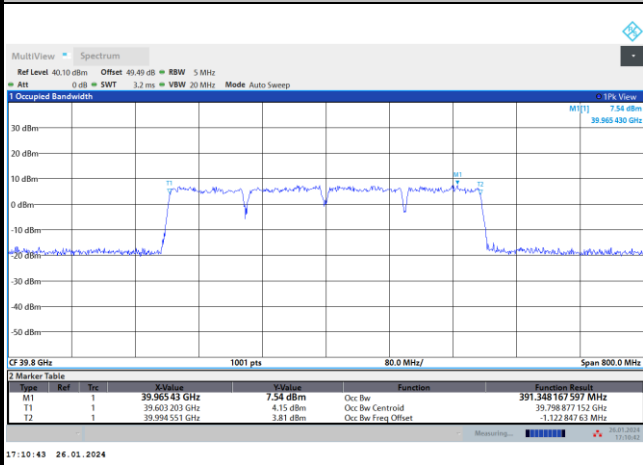 MultiView Spectrum
Ref Level 40.10 dBm Offset 49.49 dB RBW 5 MHz
Att 0 dB SWT 3.2 ms VBW 20 MHz Mode Auto Sweep
1 Occupied Bandwidth 1Pk View
M1[1] 7.54 dBm
39.965 430 GHz
30 dBm
20 dBm
10 dBm
T1 M1 T2
0 dBm
-10 dBm
-20 dBm
-30 dBm
-40 dBm
-50 dBm
CF 39.8 GHz 1001 pts 80.0 MHz/ Span 800.0 MHz
2 Marker Table
Type Ref Trc X-Value Y-Value Function Function Result
M1 1 39.96543 GHz 7.54 dBm Occ Bw 391.348 167 597 MHz
T1 1 39.603 203 GHz 4.15 dBm Occ Bw Centroid 39.798 877 152 GHz
T2 1 39.994 551 GHz 3.81 dBm Occ Bw Freq Offset -1.122 847 63 MHz
Measuring... 26.01.2024
17:10:42
17:10:43 26.01.2024